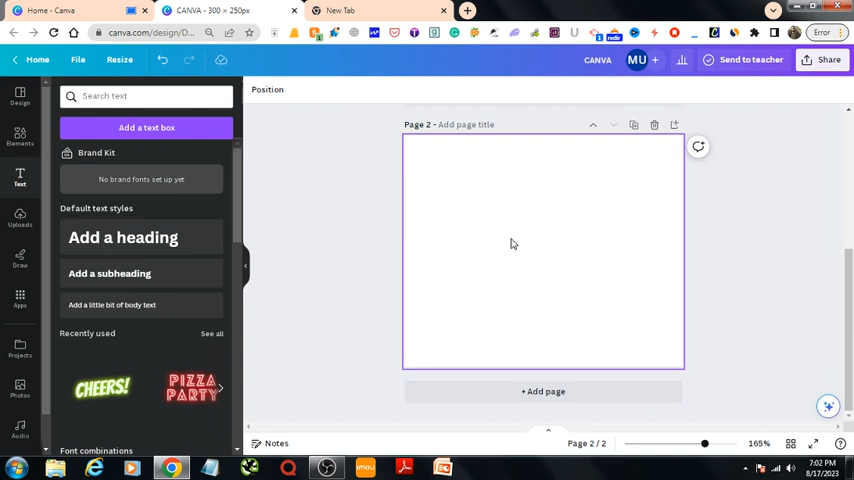 Home - Canva
CANVA - 300 × 250px
New Tab
canva.com/design/D...
Error
Home
File
Resize
CANVA
MU
Send to teacher
Share
Design
Elements
Text
Uploads
Draw
Apps
Projects
Photos
Audio
Search text
Add a text box
Brand Kit
No brand fonts set up yet
Default text styles
Add a heading
Add a subheading
Add a little bit of body text
Recently used
See all
CHEERS!
PIZZA
PARTY
Font combinations
Position
Page 2 - Add page title
+ Add page
Notes
Page 2 / 2
165%
7:02 PM
8/17/2023